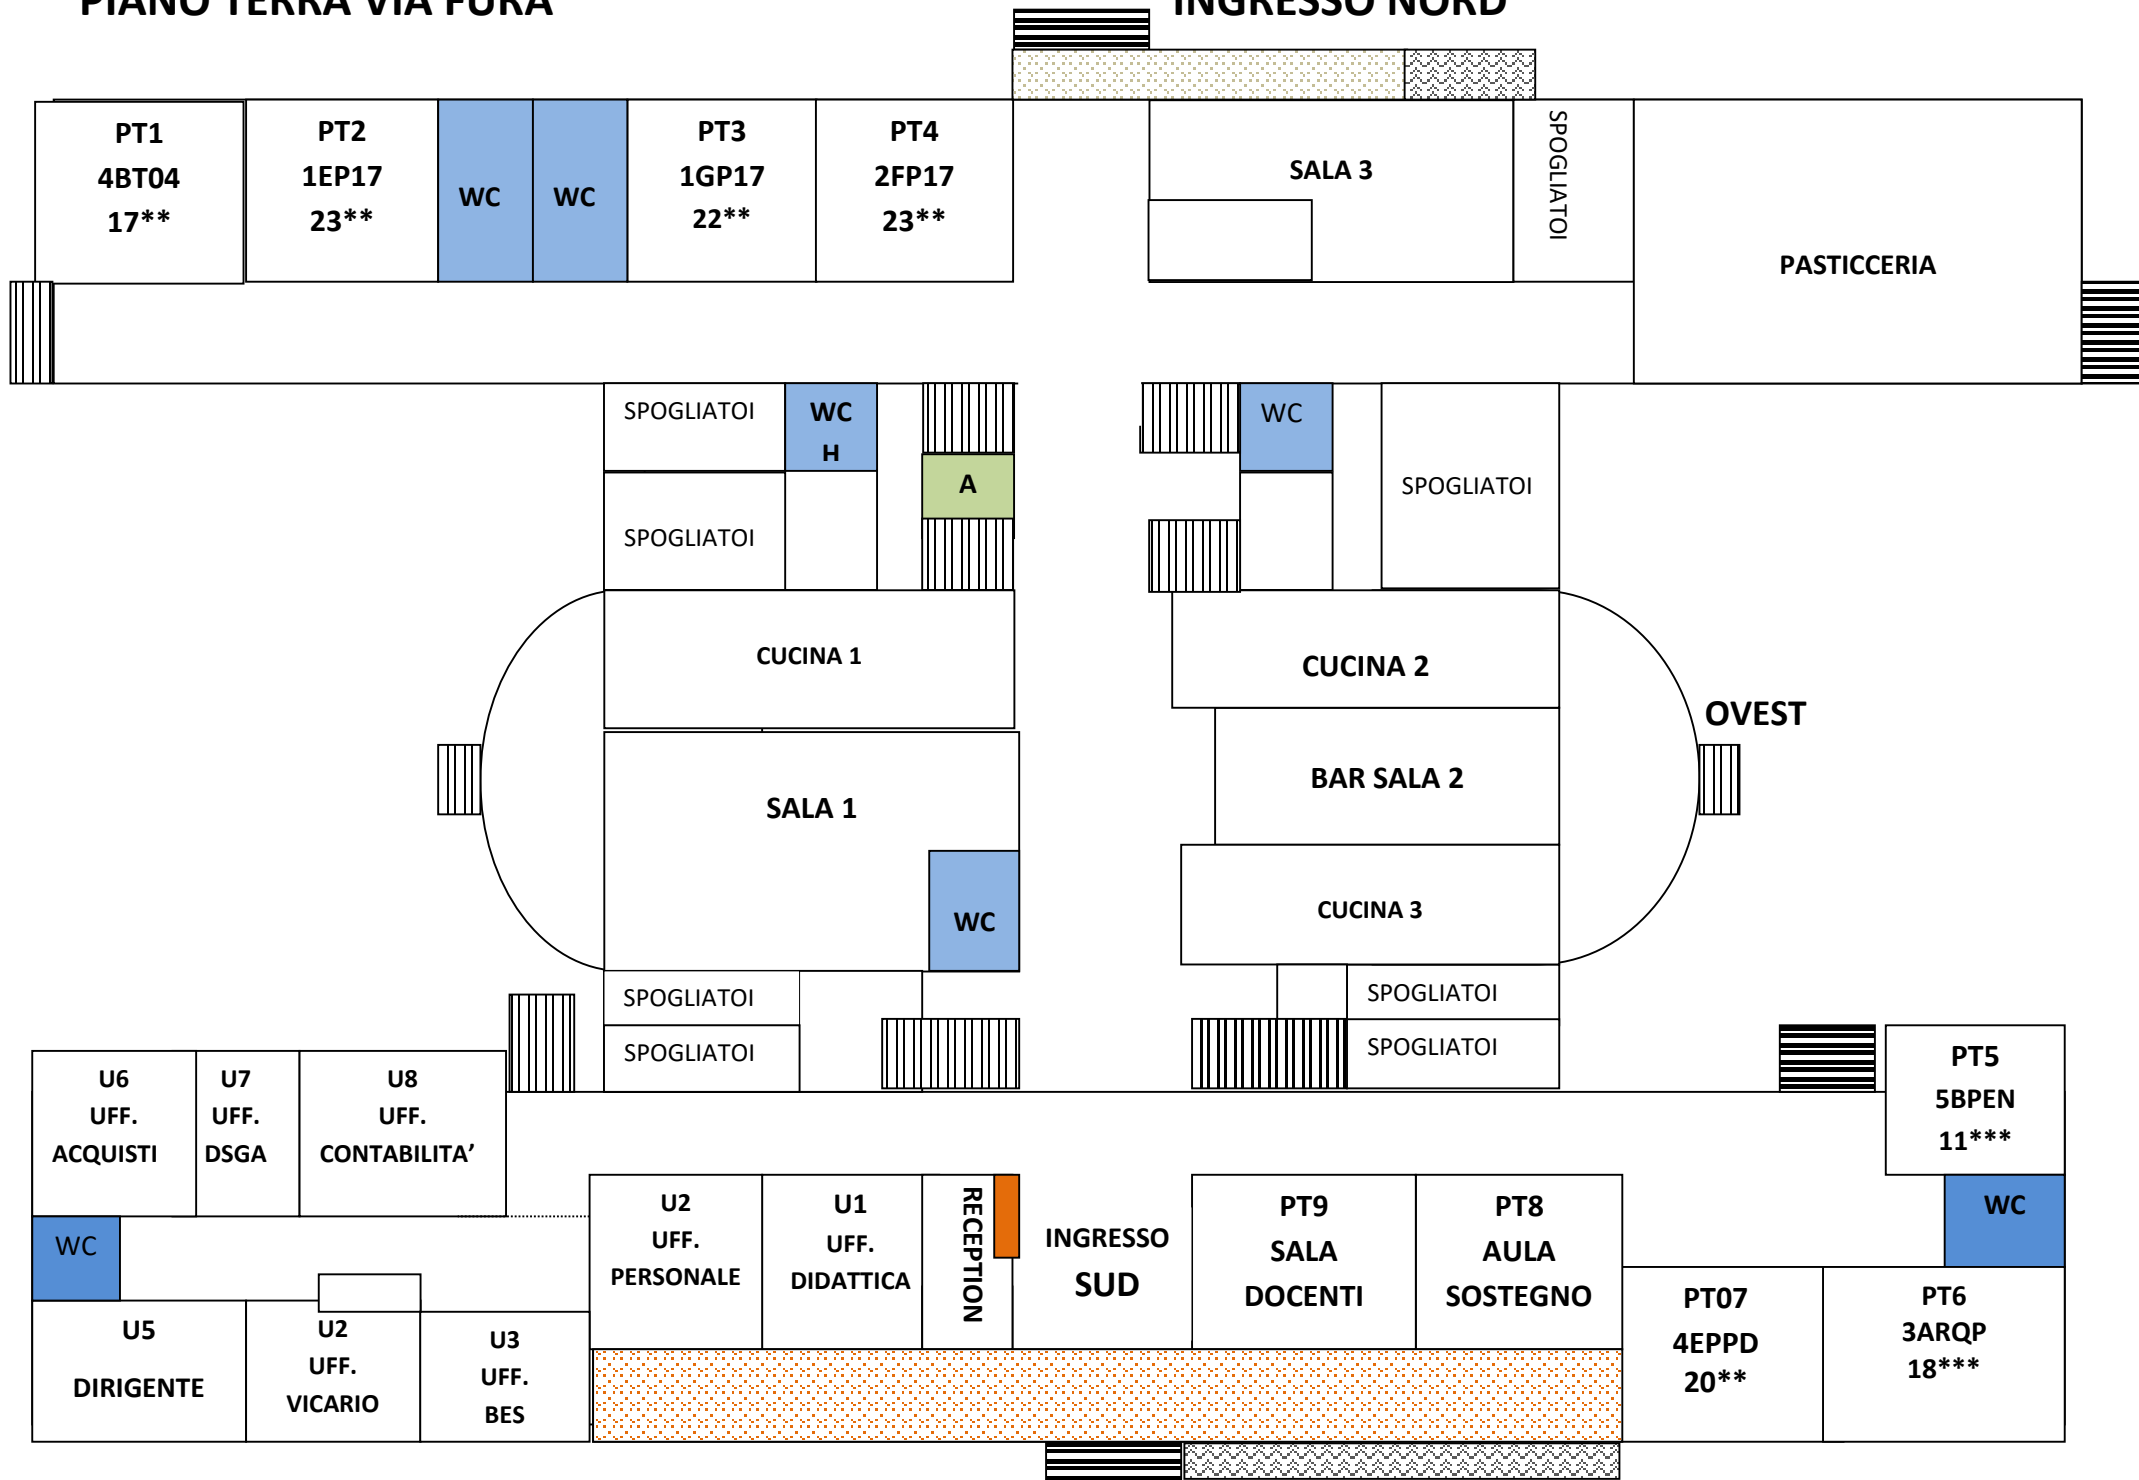 PIANO TERRA VIA FURA
INGRESSO NORD
PT1
4BT04
17**
PT2
1EP17
23**
WC
WC
PT3
1GP17
22**
PT4
2FP17
23**
SALA 3
SPOGLIATOI
PASTICCERIA
SPOGLIATOI
WC
H
A
SPOGLIATOI
WC
SPOGLIATOI
CUCINA 1
CUCINA 2
OVEST
SALA 1
BAR SALA 2
WC
CUCINA 3
SPOGLIATOI
SPOGLIATOI
SPOGLIATOI
SPOGLIATOI
U6
UFF.
ACQUISTI
U7
UFF.
DSGA
U8
UFF.
CONTABILITA’
PT5
5BPEN
11***
WC
WC
U2
UFF.
PERSONALE
U1
UFF.
DIDATTICA
RECEPTION
INGRESSO
SUD
PT9
SALA
DOCENTI
PT8
AULA
SOSTEGNO
PT07
4EPPD
20**
PT6
3ARQP
18***
U5
DIRIGENTE
U2
UFF.
VICARIO
U3
UFF.
BES